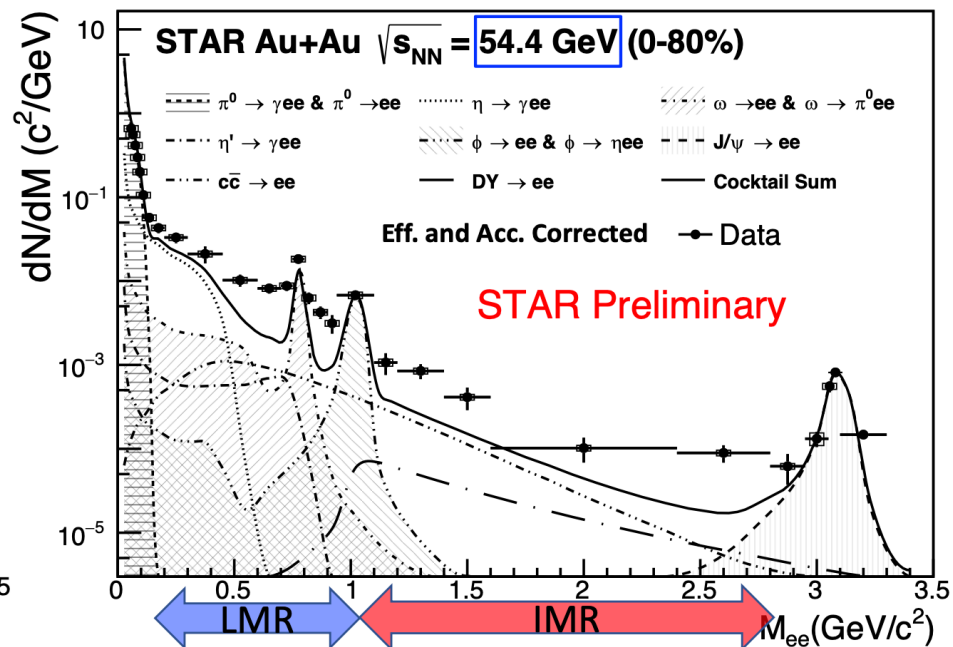 10
10⁻¹
10⁻³
10⁻⁵
dN/dM (c²/GeV)
STAR Au+Au √s_NN = 54.4 GeV (0-80%)
π⁰ → γee & π⁰ →ee
η → γee
ω →ee & ω → π⁰ee
η' → γee
ϕ → ee & ϕ → ηee
J/ψ → ee
cc̄ → ee
DY → ee
Cocktail Sum
Eff. and Acc. Corrected
Data
STAR Preliminary
5
0 0.5 1 1.5 2 2.5 3 3.5
LMR
IMR
M_ee(GeV/c²)